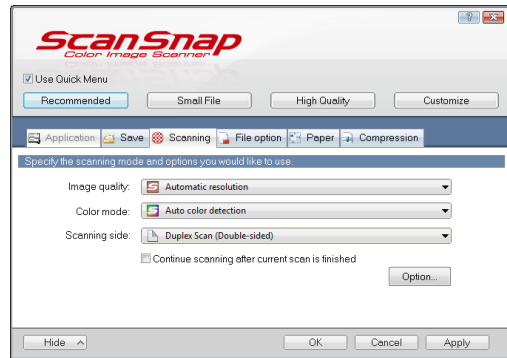 ScanSnap
Color Image Scanner
Use Quick Menu
Recommended Small File High Quality Customize
Application Save Scanning File option Paper Compression
Specify the scanning mode and options you would like to use.
Image quality: Automatic resolution
Color mode: Auto color detection
Scanning side: Duplex Scan (Double-sided)
Continue scanning after current scan is finished
Option...
Hide OK Cancel Apply